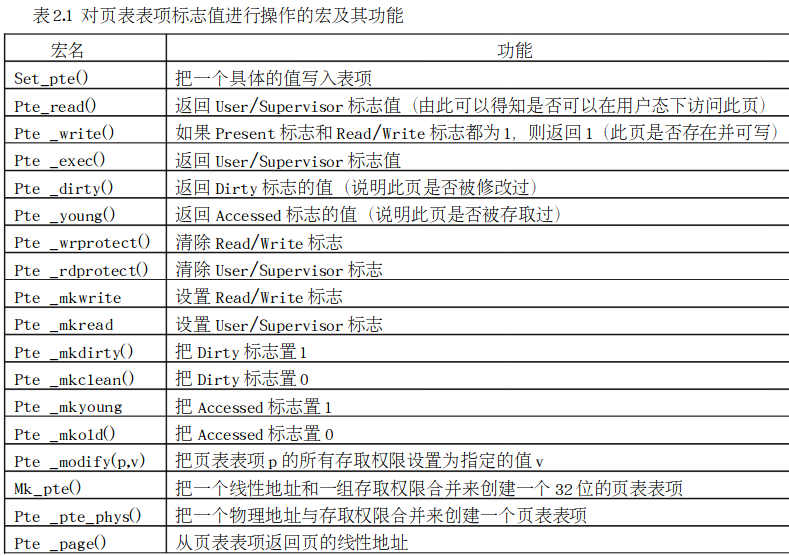 表2.1 对页表表项标志值进行操作的宏及其功能
宏名 功能
Set_pte() 把一个具体的值写入表项
Pte_read() 返回 User/Supervisor 标志值（由此可以得知是否可以在用户态下访问此页）
Pte _write() 如果 Present 标志和 Read/Write 标志都为1，则返回1（此页是否存在并可写）
Pte _exec() 返回 User/Supervisor 标志值
Pte _dirty() 返回 Dirty 标志的值（说明此页是否被修改过）
Pte _young() 返回 Accessed 标志的值（说明此页是否被存取过）
Pte _wrprotect() 清除 Read/Write 标志
Pte _rdprotect() 清除 User/Supervisor 标志
Pte _mkwrite 设置 Read/Write 标志
Pte _mkread 设置 User/Supervisor 标志
Pte _mkdirty() 把 Dirty 标志置1
Pte _mkclean() 把 Dirty 标志置0
Pte _mkyoung 把 Accessed 标志置1
Pte _mkold() 把 Accessed 标志置0
Pte _modify(p,v) 把页表表项p的所有存取权限设置为指定的值v
Mk_pte() 把一个线性地址和一组存取权限合并来创建一个32位的页表表项
Pte _pte_phys() 把一个物理地址与存取权限合并来创建一个页表表项
Pte _page() 从页表表项返回页的线性地址